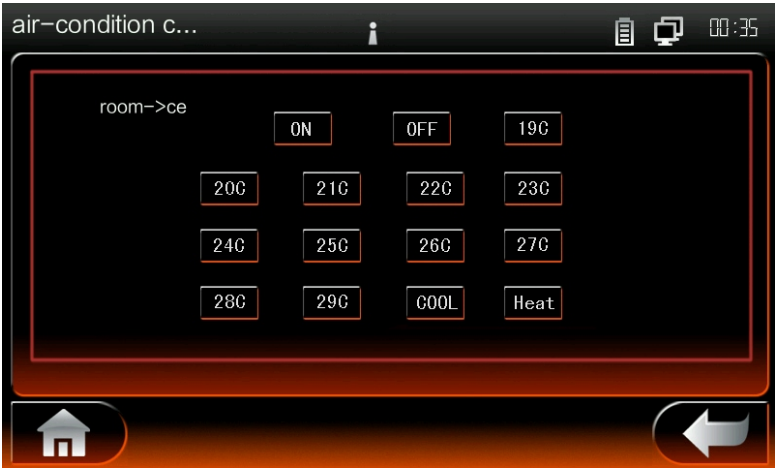 air-condition c...
00:35
room->ce
ON OFF 19C
20C 21C 22C 23C
24C 25C 26C 27C
28C 29C COOL Heat